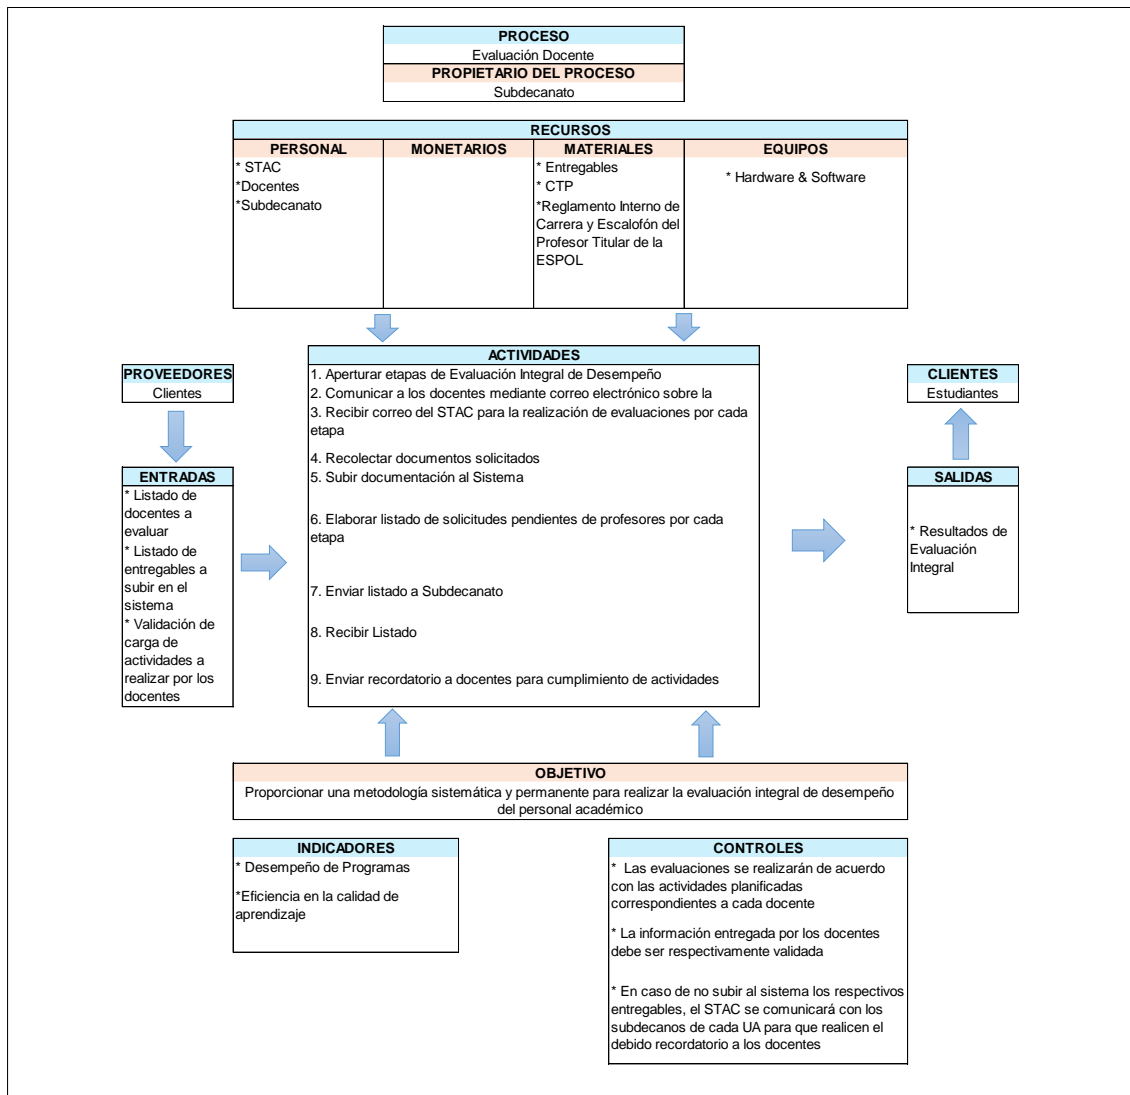 PROCESO
Evaluación Docente
PROPIETARIO DEL PROCESO
Subdecanato
RECURSOS
PERSONAL
* STAC
*Docentes
*Subdecanato
MONETARIOS
MATERIALES
* Entregables
* CTP
*Reglamento Interno de
Carrera y Escalofón del
Profesor Titular de la
ESPOL
EQUIPOS
* Hardware & Software
PROVEEDORES
Clientes
ENTRADAS
* Listado de
docentes a
evaluar
* Listado de
entregables a
subir en el
sistema
* Validación de
carga de
actividades a
realizar por los
docentes
ACTIVIDADES
1. Aperturar etapas de Evaluación Integral de Desempeño
2. Comunicar a los docentes mediante correo electrónico sobre la
3. Recibir correo del STAC para la realización de evaluaciones por cada
etapa
4. Recolectar documentos solicitados
5. Subir documentación al Sistema
6. Elaborar listado de solicitudes pendientes de profesores por cada
etapa
7. Enviar listado a Subdecanato
8. Recibir Listado
9. Enviar recordatorio a docentes para cumplimiento de actividades
CLIENTES
Estudiantes
SALIDAS
* Resultados de
Evaluación
Integral
OBJETIVO
Proporcionar una metodología sistemática y permanente para realizar la evaluación integral de desempeño
del personal académico
INDICADORES
* Desempeño de Programas
*Eficiencia en la calidad de
aprendizaje
CONTROLES
* Las evaluaciones se realizarán de acuerdo
con las actividades planificadas
correspondientes a cada docente
* La información entregada por los docentes
debe ser respectivamente validada
* En caso de no subir al sistema los respectivos
entregables, el STAC se comunicará con los
subdecanos de cada UA para que realicen el
debido recordatorio a los docentes